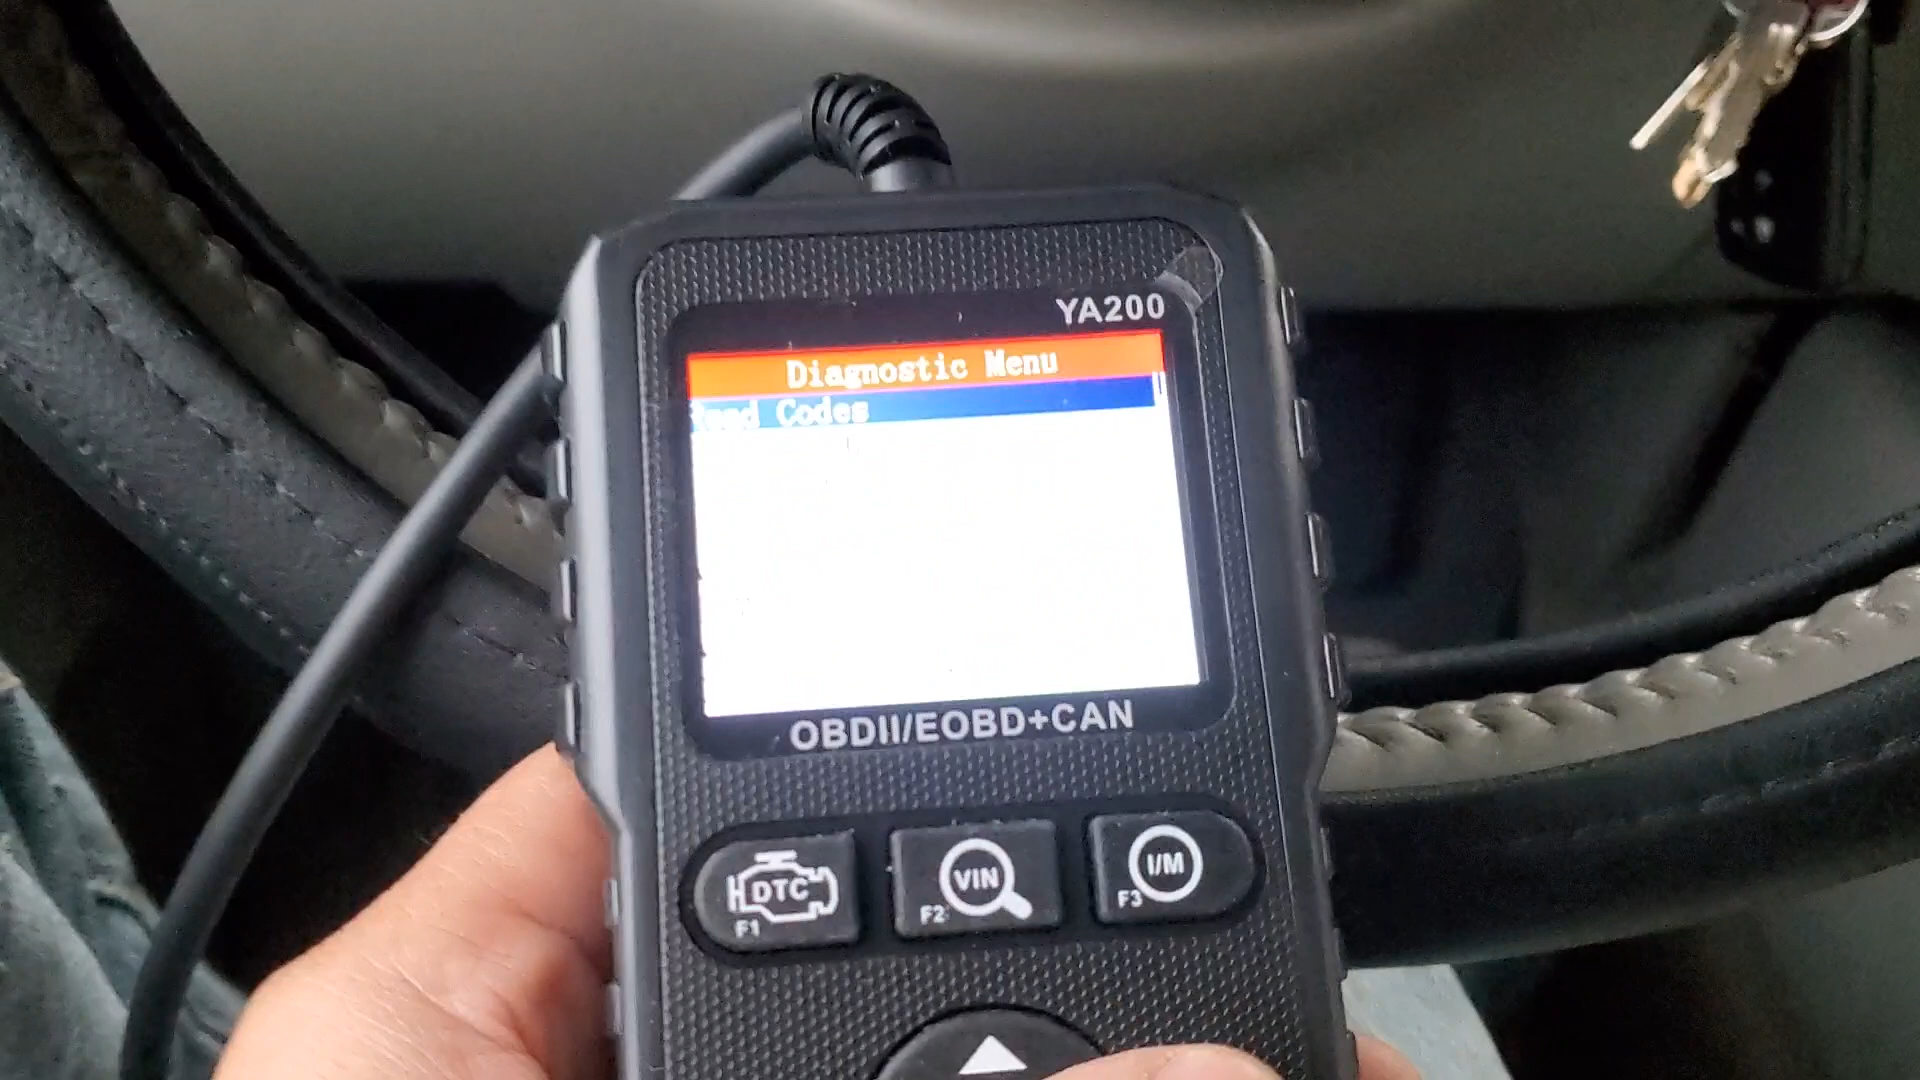 YA200
Diagnostic Menu
Read Codes
OBDII/EOBD+CAN
DTC
F1
VIN
F2
I/M
F3